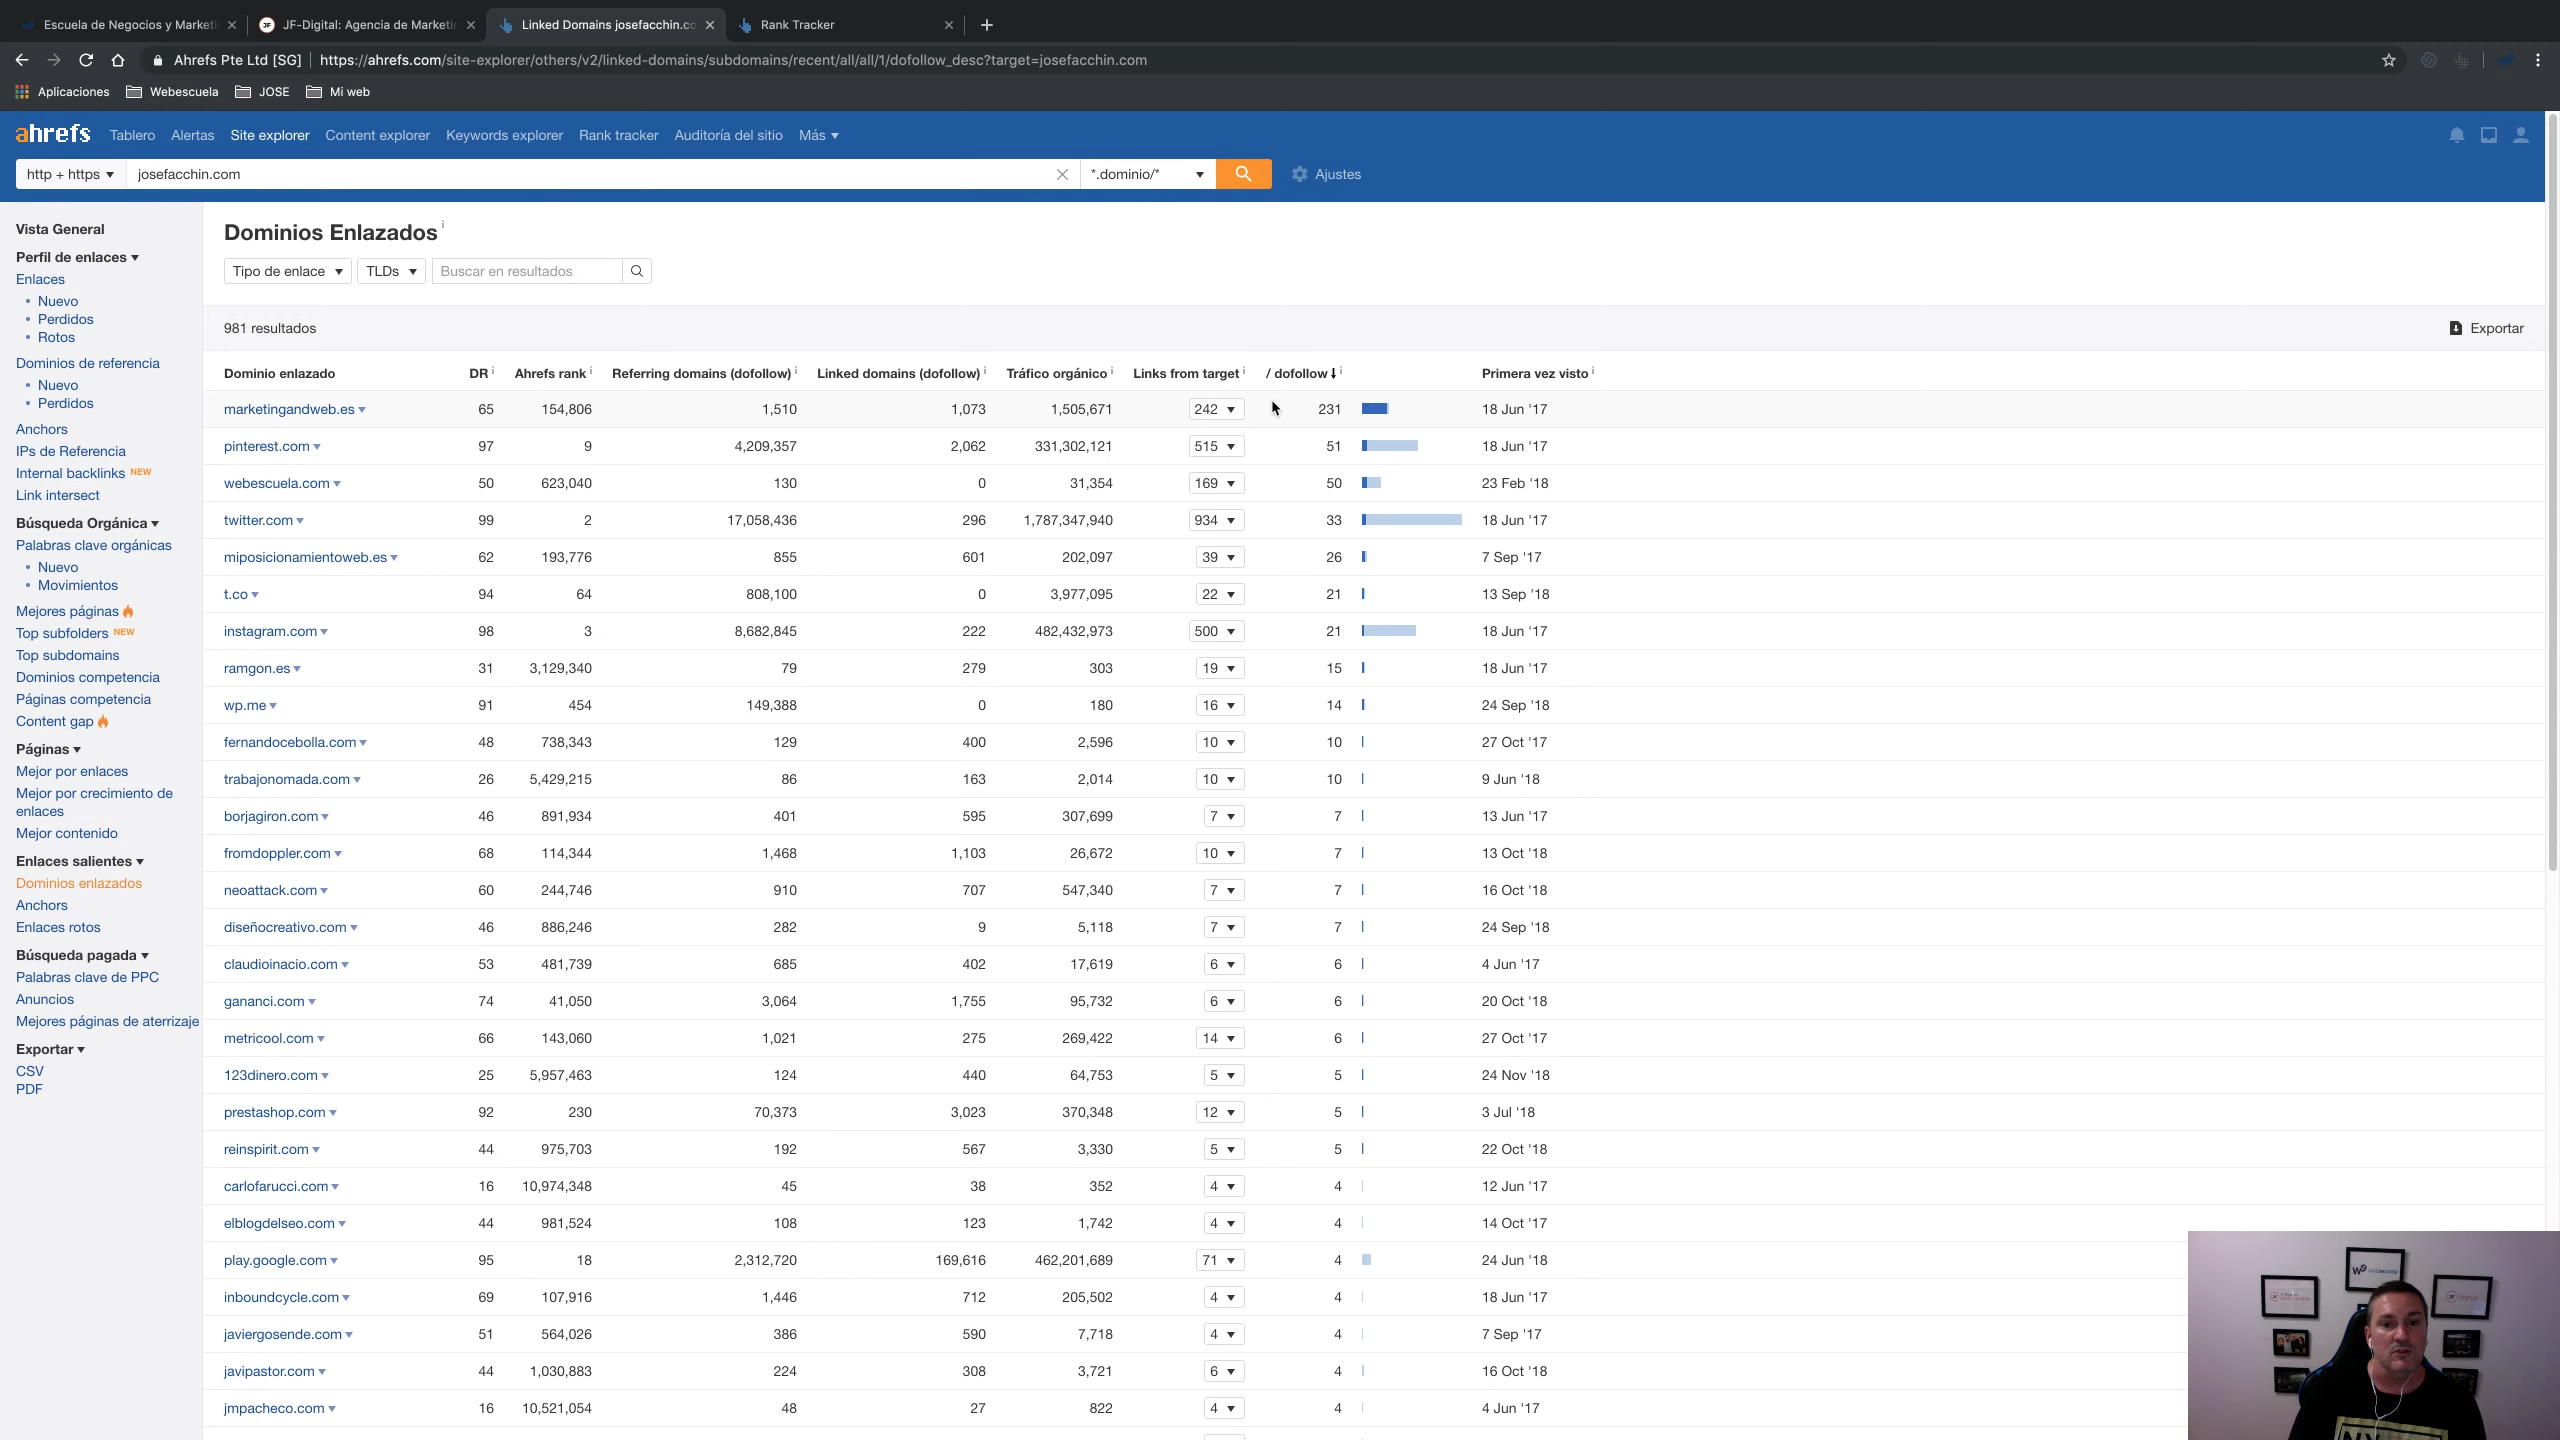 Escuela de Negocios y Marketi
JF-Digital: Agencia de Marketin
Linked Domains josefacchin.co
Rank Tracker
Ahrefs Pte Ltd [SG] | https://ahrefs.com/site-explorer/others/v2/linked-domains/subdomains/recent/all/all/1/dofollow_desc?target=josefacchin.com
Aplicaciones Webescuela JOSE Mi web
ahrefs Tablero Alertas Site explorer Content explorer Keywords explorer Rank tracker Auditoría del sitio Más
http + https josefacchin.com *.dominio/* Ajustes
Vista General
Perfil de enlaces
Enlaces
• Nuevo
• Perdidos
• Rotos
Dominios de referencia
• Nuevo
• Perdidos
Anchors
IPs de Referencia
Internal backlinks NEW
Link intersect
Búsqueda Orgánica
Palabras clave orgánicas
• Nuevo
• Movimientos
Mejores páginas
Top subfolders NEW
Top subdomains
Dominios competencia
Páginas competencia
Content gap
Páginas
Mejor por enlaces
Mejor por crecimiento de
enlaces
Mejor contenido
Enlaces salientes
Dominios enlazados
Anchors
Enlaces rotos
Búsqueda pagada
Palabras clave de PPC
Anuncios
Mejores páginas de aterrizaje
Exportar
CSV
PDF
Dominios Enlazados i
Tipo de enlace TLDs Buscar en resultados
981 resultados Exportar
Dominio enlazado DR i Ahrefs rank i Referring domains (dofollow) i Linked domains (dofollow) i Tráfico orgánico i Links from target i / dofollow i Primera vez visto i
marketingandweb.es 65 154,806 1,510 1,073 1,505,671 242 231 18 Jun '17
pinterest.com 97 9 4,209,357 2,062 331,302,121 515 51 18 Jun '17
webescuela.com 50 623,040 130 0 31,354 169 50 23 Feb '18
twitter.com 99 2 17,058,436 296 1,787,347,940 934 33 18 Jun '17
miposicionamientoweb.es 62 193,776 855 601 202,097 39 26 7 Sep '17
t.co 94 64 808,100 0 3,977,095 22 21 13 Sep '18
instagram.com 98 3 8,682,845 222 482,432,973 500 21 18 Jun '17
ramgon.es 31 3,129,340 79 279 303 19 15 18 Jun '17
wp.me 91 454 149,388 0 180 16 14 24 Sep '18
fernandocebolla.com 48 738,343 129 400 2,596 10 10 27 Oct '17
trabajonomada.com 26 5,429,215 86 163 2,014 10 10 9 Jun '18
borjagiron.com 46 891,934 401 595 307,699 7 7 13 Jun '17
fromdoppler.com 68 114,344 1,468 1,103 26,672 10 7 13 Oct '18
neoattack.com 60 244,746 910 707 547,340 7 7 16 Oct '18
diseñocreativo.com 46 886,246 282 9 5,118 7 7 24 Sep '18
claudioinacio.com 53 481,739 685 402 17,619 6 6 4 Jun '17
gananci.com 74 41,050 3,064 1,755 95,732 6 6 20 Oct '18
metricool.com 66 143,060 1,021 275 269,422 14 6 27 Oct '17
123dinero.com 25 5,957,463 124 440 64,753 5 5 24 Nov '18
prestashop.com 92 230 70,373 3,023 370,348 12 5 3 Jul '18
reinspirit.com 44 975,703 192 567 3,330 5 5 22 Oct '18
carlofarucci.com 16 10,974,348 45 38 352 4 4 12 Jun '17
elblogdelseo.com 44 981,524 108 123 1,742 4 4 14 Oct '17
play.google.com 95 18 2,312,720 169,616 462,201,689 71 4 24 Jun '18
inboundcycle.com 69 107,916 1,446 712 205,502 4 4 18 Jun '17
javiergosende.com 51 564,026 386 590 7,718 4 4 7 Sep '17
javipastor.com 44 1,030,883 224 308 3,721 6 4 16 Oct '18
jmpacheco.com 16 10,521,054 48 27 822 4 4 4 Jun '17